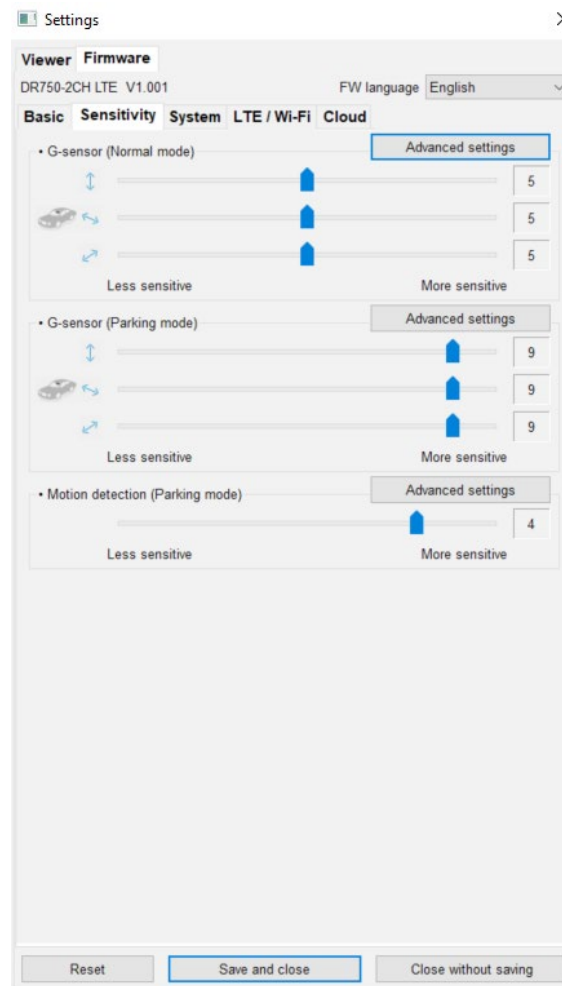 Settings
Viewer Firmware
DR750-2CH LTE V1.001 FW language English
Basic Sensitivity System LTE / Wi-Fi Cloud
• G-sensor (Normal mode) Advanced settings
5
5
5
Less sensitive More sensitive
• G-sensor (Parking mode) Advanced settings
9
9
9
Less sensitive More sensitive
• Motion detection (Parking mode) Advanced settings
4
Less sensitive More sensitive
Reset Save and close Close without saving